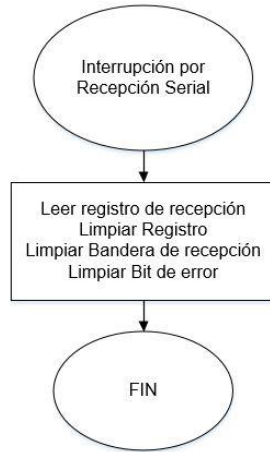 Interrupción por
Recepción Serial
Leer registro de recepción
Limpiar Registro
Limpiar Bandera de recepción
Limpiar Bit de error
FIN